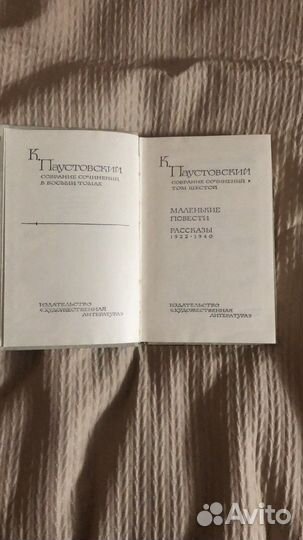 К. Паустовский
СОБРАНИЕ СОЧИНЕНИЙ
В ВОСЬМИ ТОМАХ
ИЗДАТЕЛЬСТВО
«ХУДОЖЕСТВЕННАЯ
ЛИТЕРАТУРА»
К. Паустовский
СОБРАНИЕ СОЧИНЕНИЙ •
ТОМ ШЕСТОЙ
МАЛЕНЬКИЕ
ПОВЕСТИ
РАССКАЗЫ
1922-1940
ИЗДАТЕЛЬСТВО
«ХУДОЖЕСТВЕННАЯ
ЛИТЕРАТУРА»
Avito